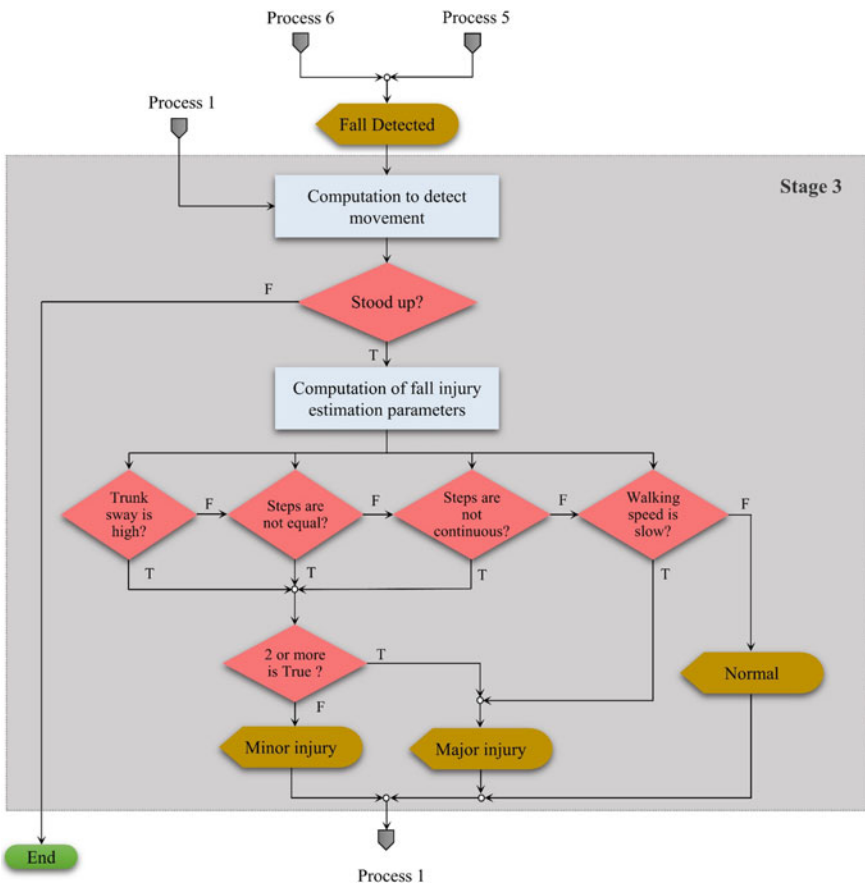 Process 6
Process 5
Process 1
Fall Detected
Stage 3
Computation to detect
movement
F
Stood up?
T
Computation of fall injury
estimation parameters
Trunk
sway is
high?
F
Steps are
not equal?
F
Steps are
not
continuous?
F
Walking
speed is
slow?
F
T
T
T
T
2 or more
is True ?
T
F
Normal
Minor injury
Major injury
End
Process 1